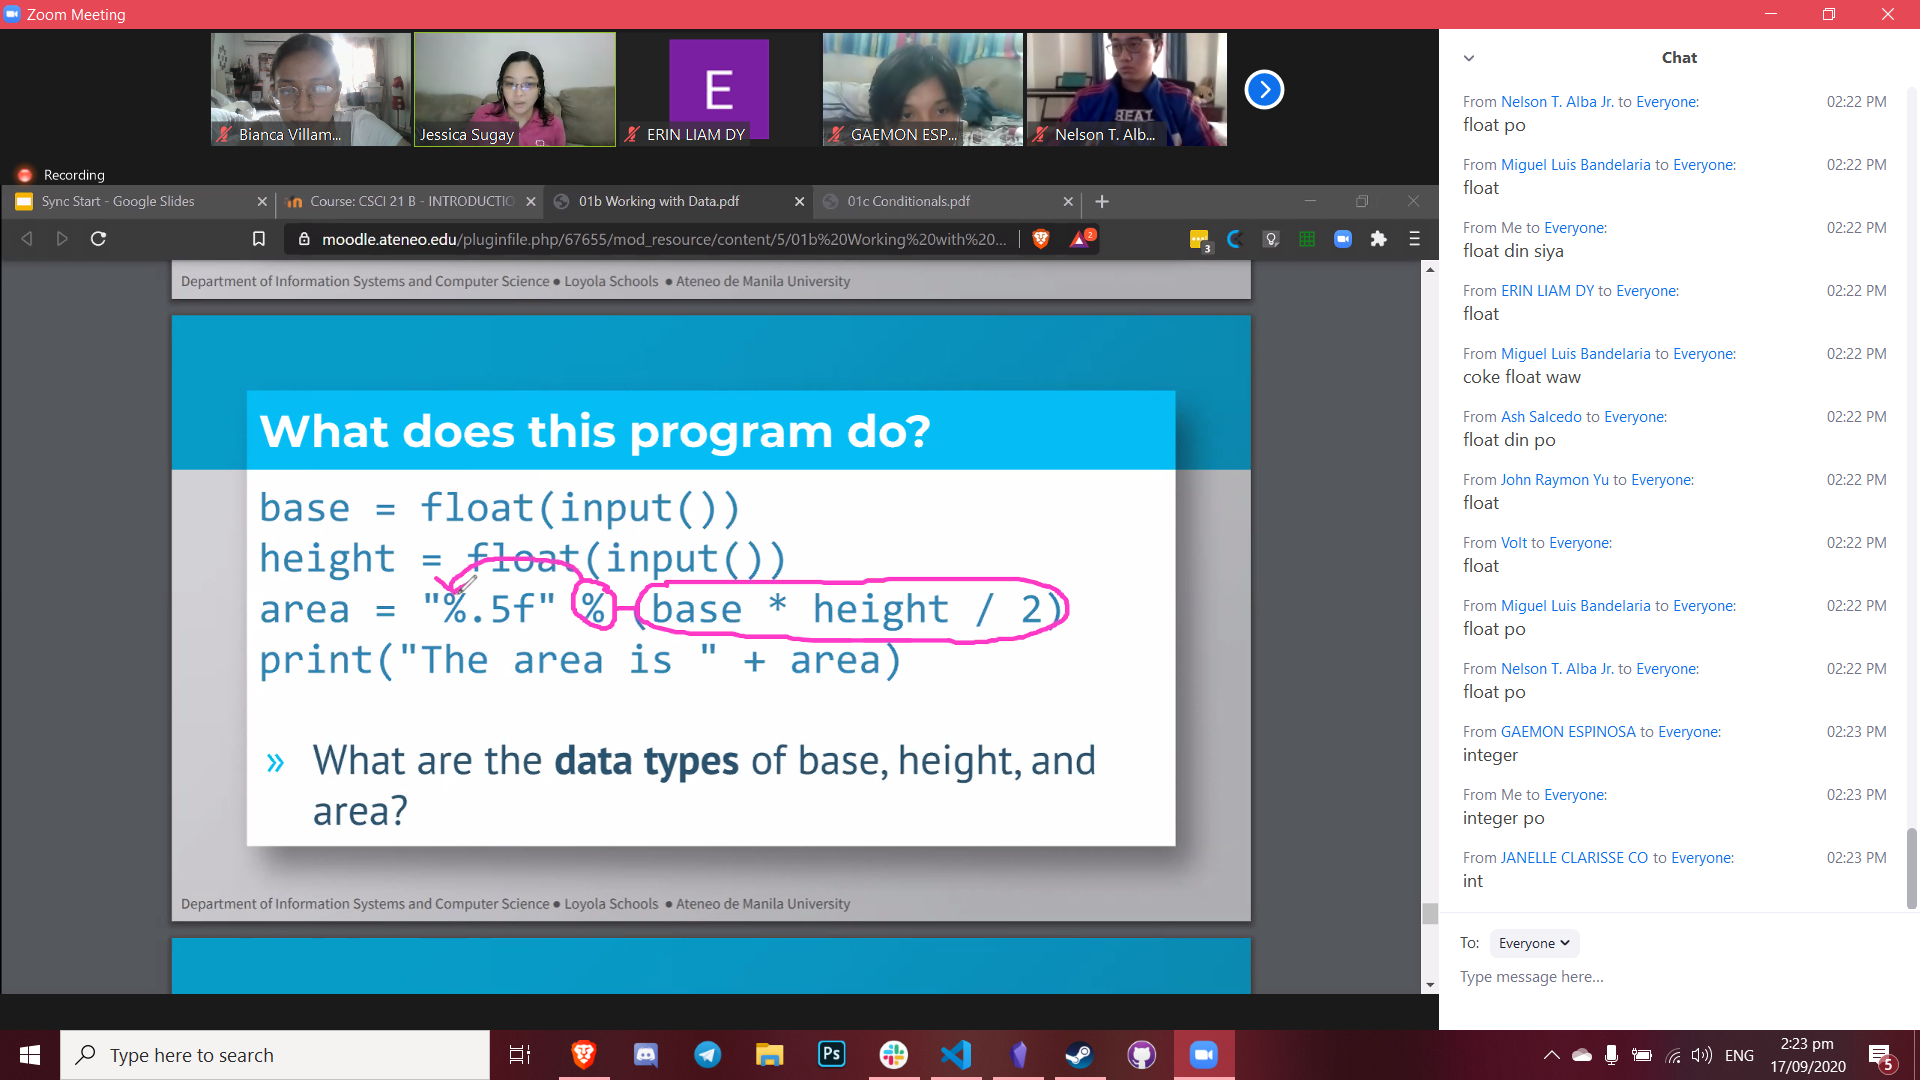 Zoom Meeting
Bianca Villam...
Jessica Sugay
E
ERIN LIAM DY
GAEMON ESP...
BEAT
Nelson T. Alb...
Recording
Sync Start - Google Slides
Course: CSCI 21 B - INTRODUCTIO
01b Working with Data.pdf
01c Conditionals.pdf
moodle.ateneo.edu/pluginfile.php/67655/mod_resource/content/5/01b%20Working%20with%20...
2
3
Department of Information Systems and Computer Science ● Loyola Schools ● Ateneo de Manila University
What does this program do?
base = float(input())
height = float(input())
area = "%.5f" % (base * height / 2)
print("The area is " + area)
» What are the data types of base, height, and
area?
Department of Information Systems and Computer Science ● Loyola Schools ● Ateneo de Manila University
Chat
From Nelson T. Alba Jr. to Everyone: 02:22 PM
float po
From Miguel Luis Bandelaria to Everyone: 02:22 PM
float
From Me to Everyone: 02:22 PM
float din siya
From ERIN LIAM DY to Everyone: 02:22 PM
float
From Miguel Luis Bandelaria to Everyone: 02:22 PM
coke float waw
From Ash Salcedo to Everyone: 02:22 PM
float din po
From John Raymon Yu to Everyone: 02:22 PM
float
From Volt to Everyone: 02:22 PM
float
From Miguel Luis Bandelaria to Everyone: 02:22 PM
float po
From Nelson T. Alba Jr. to Everyone: 02:22 PM
float po
From GAEMON ESPINOSA to Everyone: 02:23 PM
integer
From Me to Everyone: 02:23 PM
integer po
From JANELLE CLARISSE CO to Everyone: 02:23 PM
int
To: Everyone
Type message here...
Type here to search
Ps
ENG
2:23 pm
17/09/2020
5